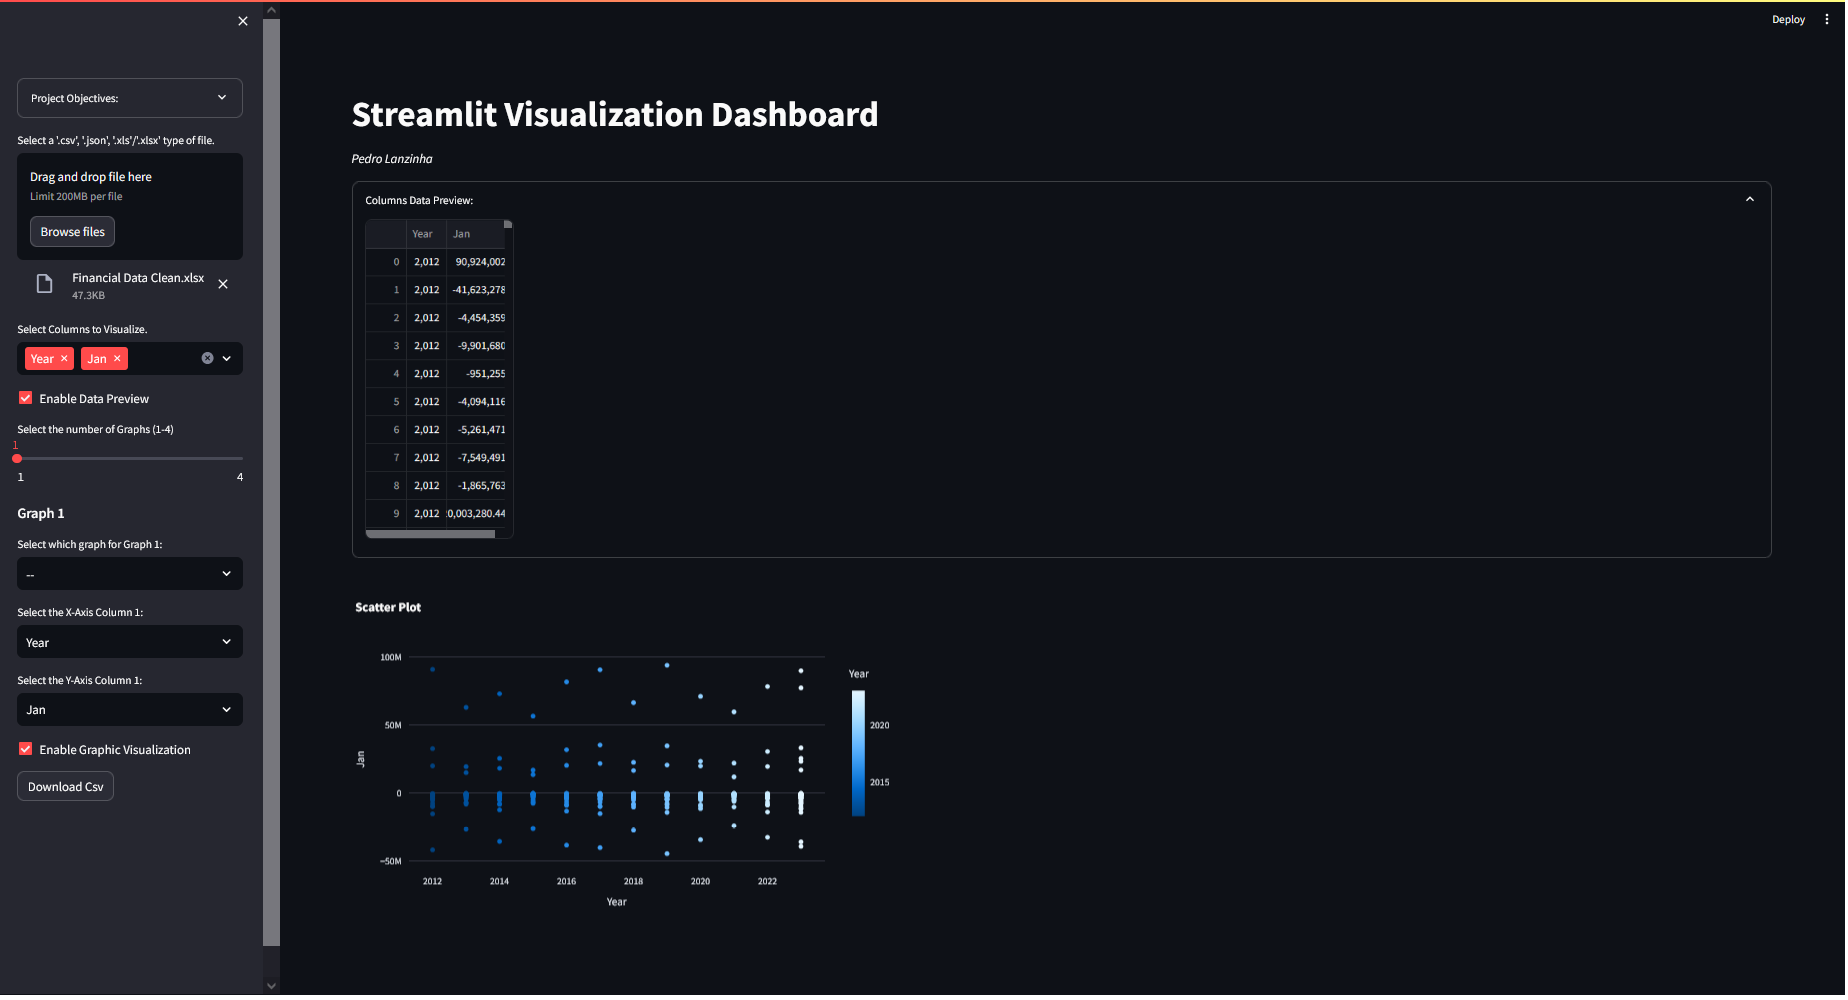 Deploy
Project Objectives:
Select a '.csv', '.json', '.xls'/'.xlsx' type of file.
Drag and drop file here
Limit 200MB per file
Browse files
Financial Data Clean.xlsx
47.3KB
Select Columns to Visualize.
Year Jan
Enable Data Preview
Select the number of Graphs (1-4)
1
1 4
Graph 1
Select which graph for Graph 1:
--
Select the X-Axis Column 1:
Year
Select the Y-Axis Column 1:
Jan
Enable Graphic Visualization
Download Csv
Streamlit Visualization Dashboard
Pedro Lanzinha
Columns Data Preview:
Year Jan
0 2,012 90,924,002
1 2,012 -41,623,278
2 2,012 -4,454,359
3 2,012 -9,901,680
4 2,012 -951,255
5 2,012 -4,094,116
6 2,012 -5,261,471
7 2,012 -7,549,491
8 2,012 -1,865,763
9 2,012 0,003,280.44
Scatter Plot
100M
50M
0
−50M
Jan
2012 2014 2016 2018 2020 2022
Year
Year
2020
2015